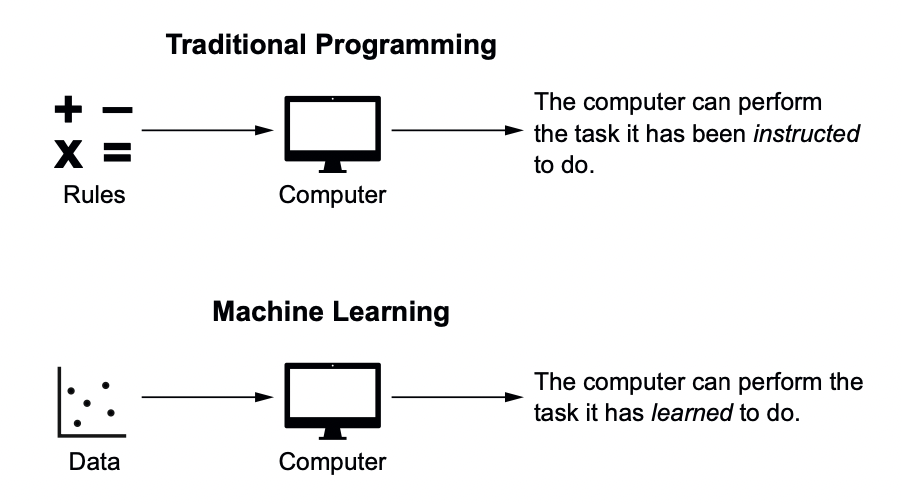 Traditional Programming
+ −
x =
Rules
Computer
The computer can perform
the task it has been instructed
to do.
Machine Learning
Data
Computer
The computer can perform the
task it has learned to do.